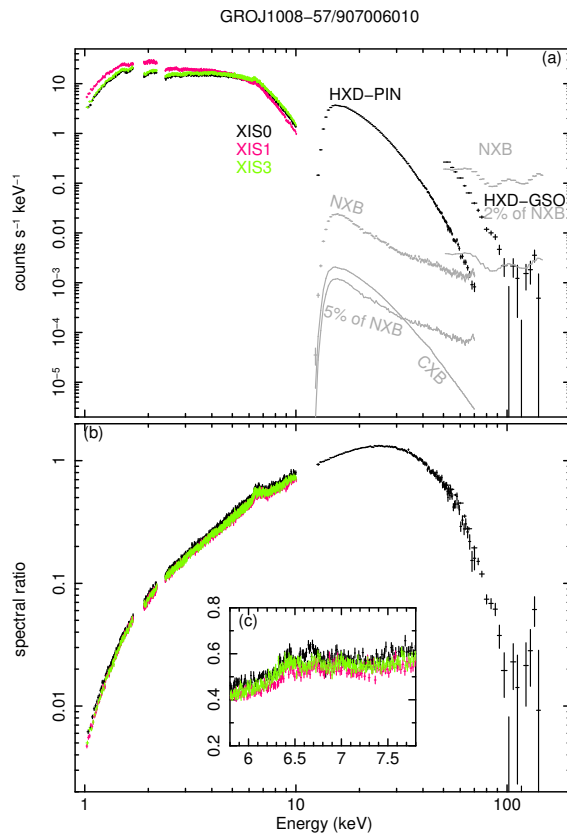 GROJ1008−57/907006010
(a)
10
1
0.1
0.01
10⁻³
10⁻⁴
10⁻⁵
counts s⁻¹ keV⁻¹
XIS0
XIS1
XIS3
HXD−PIN
NXB
NXB
HXD−GSO
2% of NXB
5% of NXB
CXB
(b)
1
0.1
0.01
spectral ratio
(c)
0.8
0.6
0.4
0.2
6 6.5 7 7.5
1 10 100
Energy (keV)